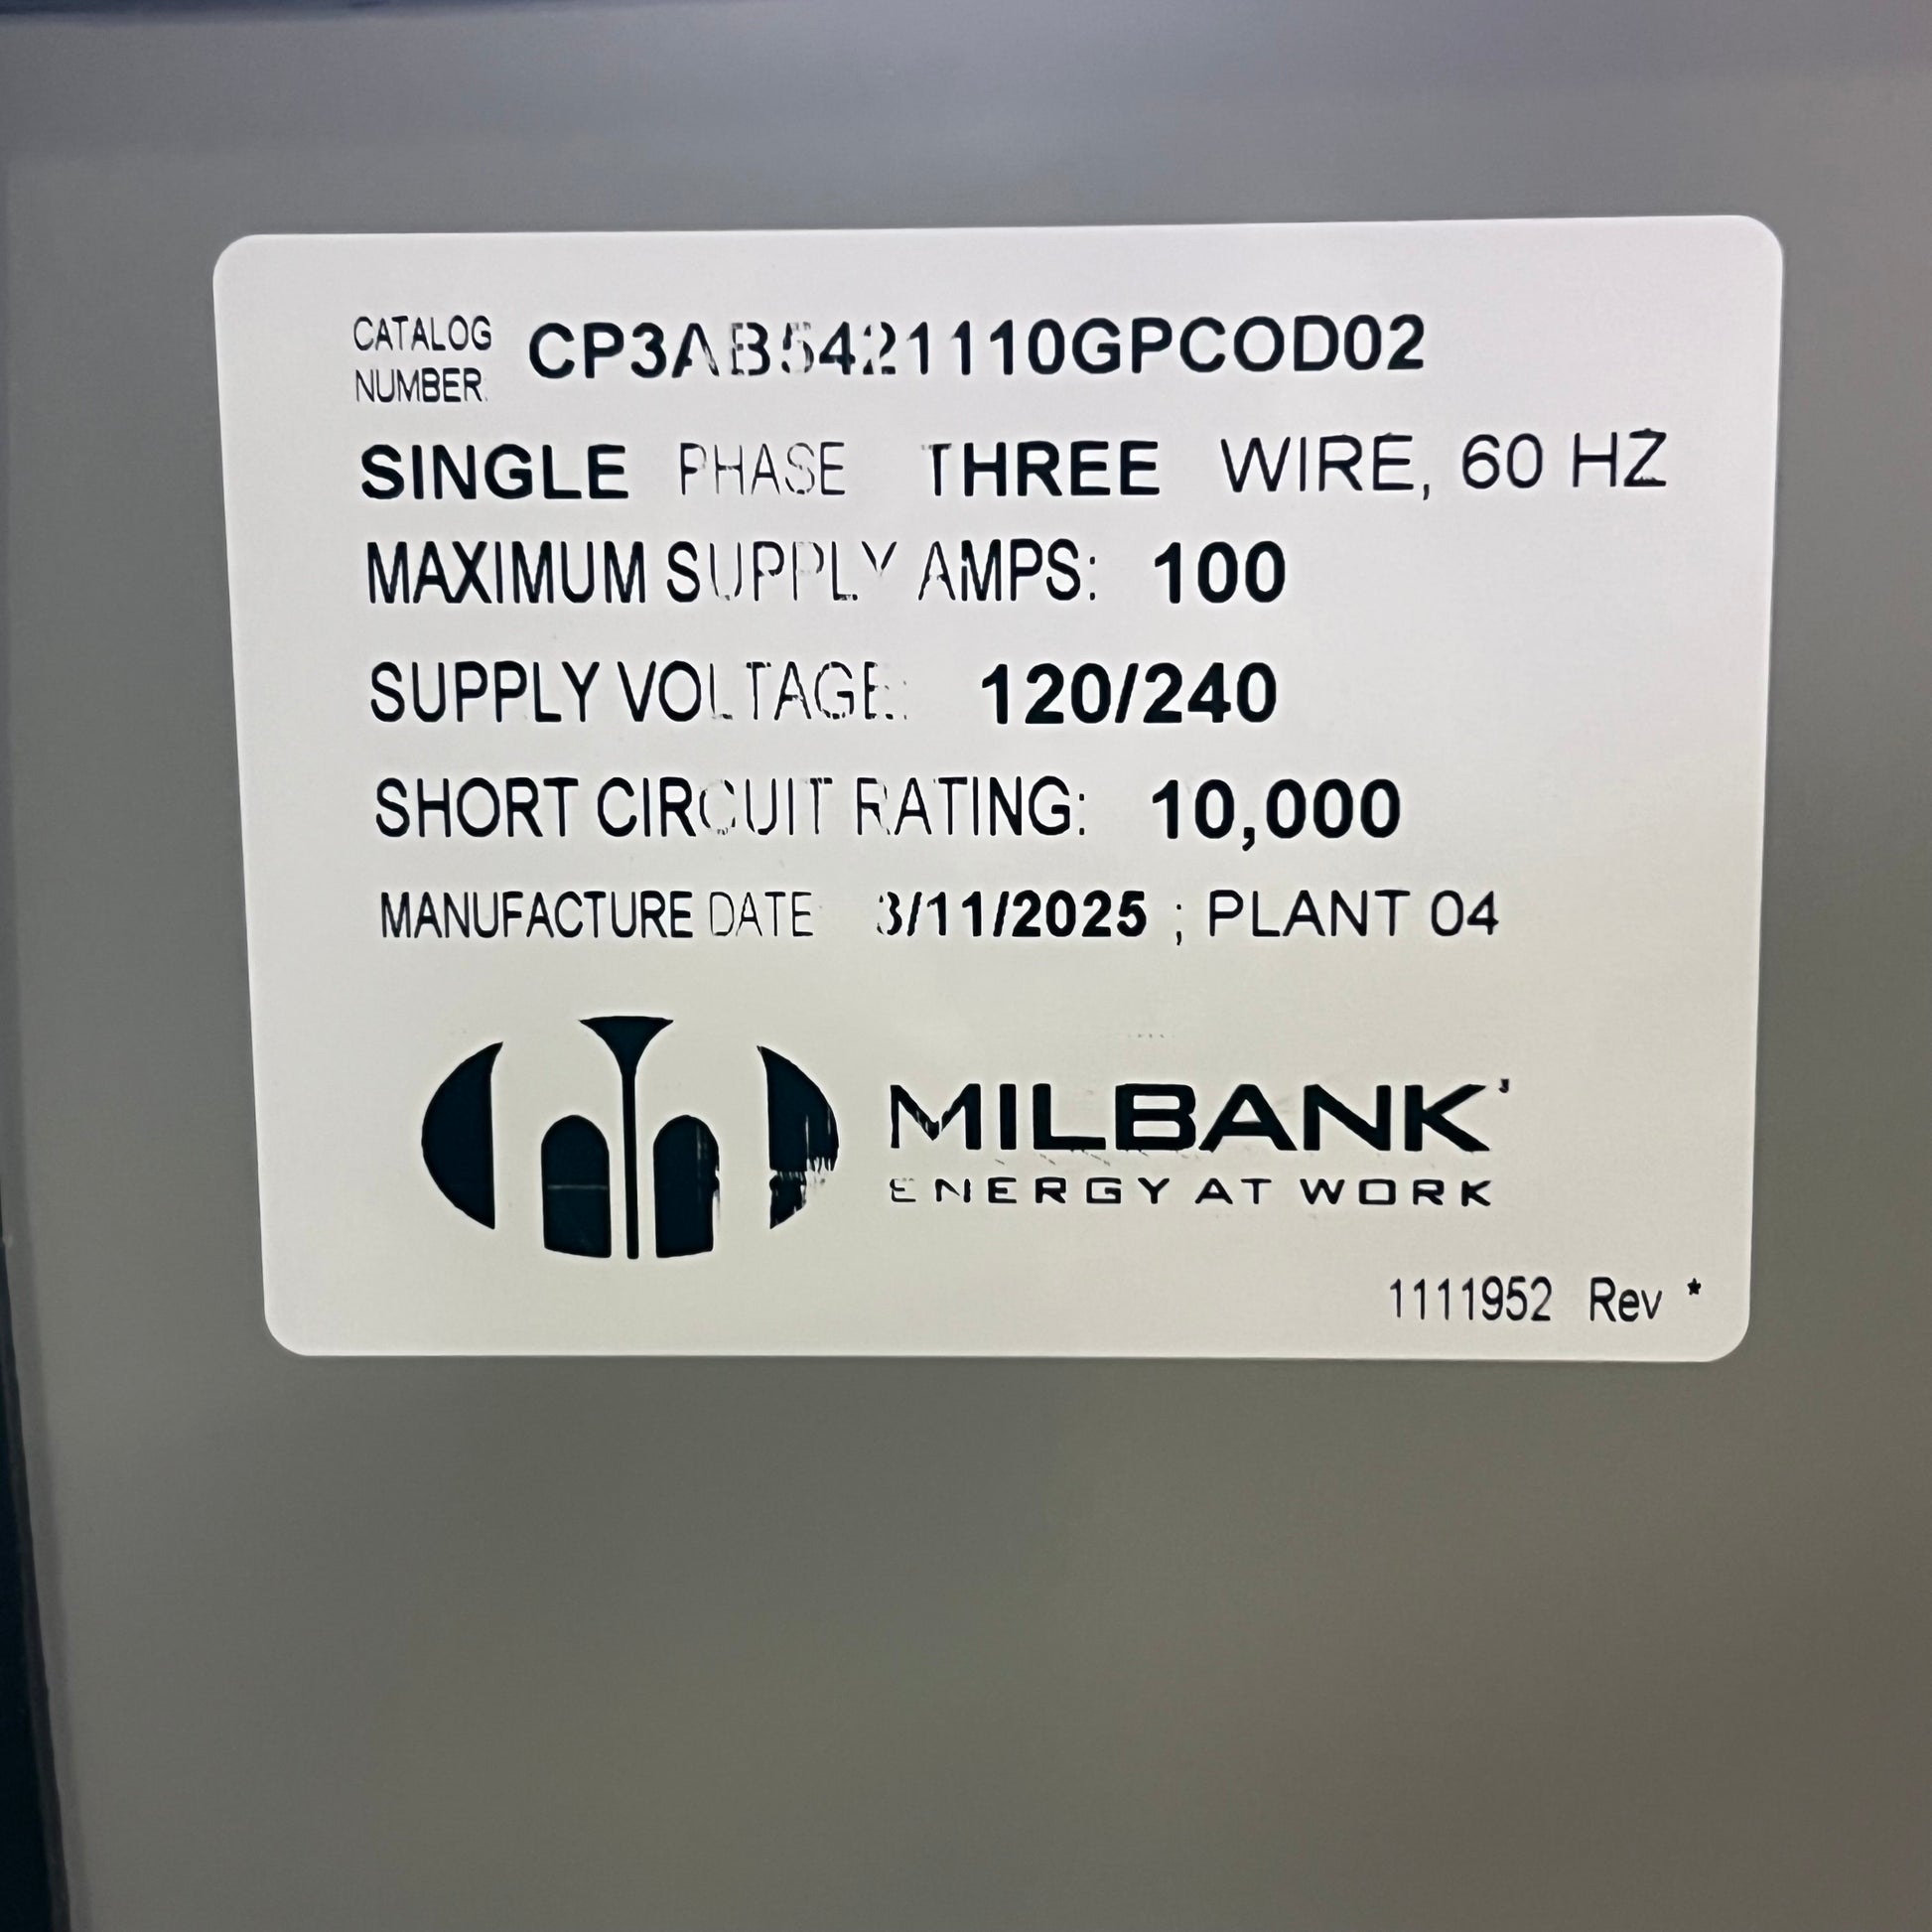 CATALOG NUMBER CP3AB5421110GPCOD02
SINGLE PHASE THREE WIRE, 60 HZ
MAXIMUM SUPPLY AMPS: 100
SUPPLY VOLTAGE: 120/240
SHORT CIRCUIT RATING: 10,000
MANUFACTURE DATE 3/11/2025 ; PLANT 04
MILBANK
ENERGY AT WORK
1111952 Rev *